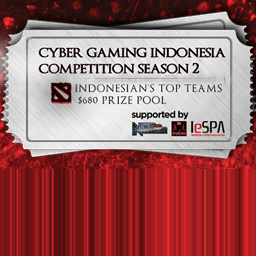 CYBER GAMING INDONESIA
COMPETITION SEASON 2
INDONESIAN'S TOP TEAMS
$680 PRIZE POOL
supported by
IeSPA